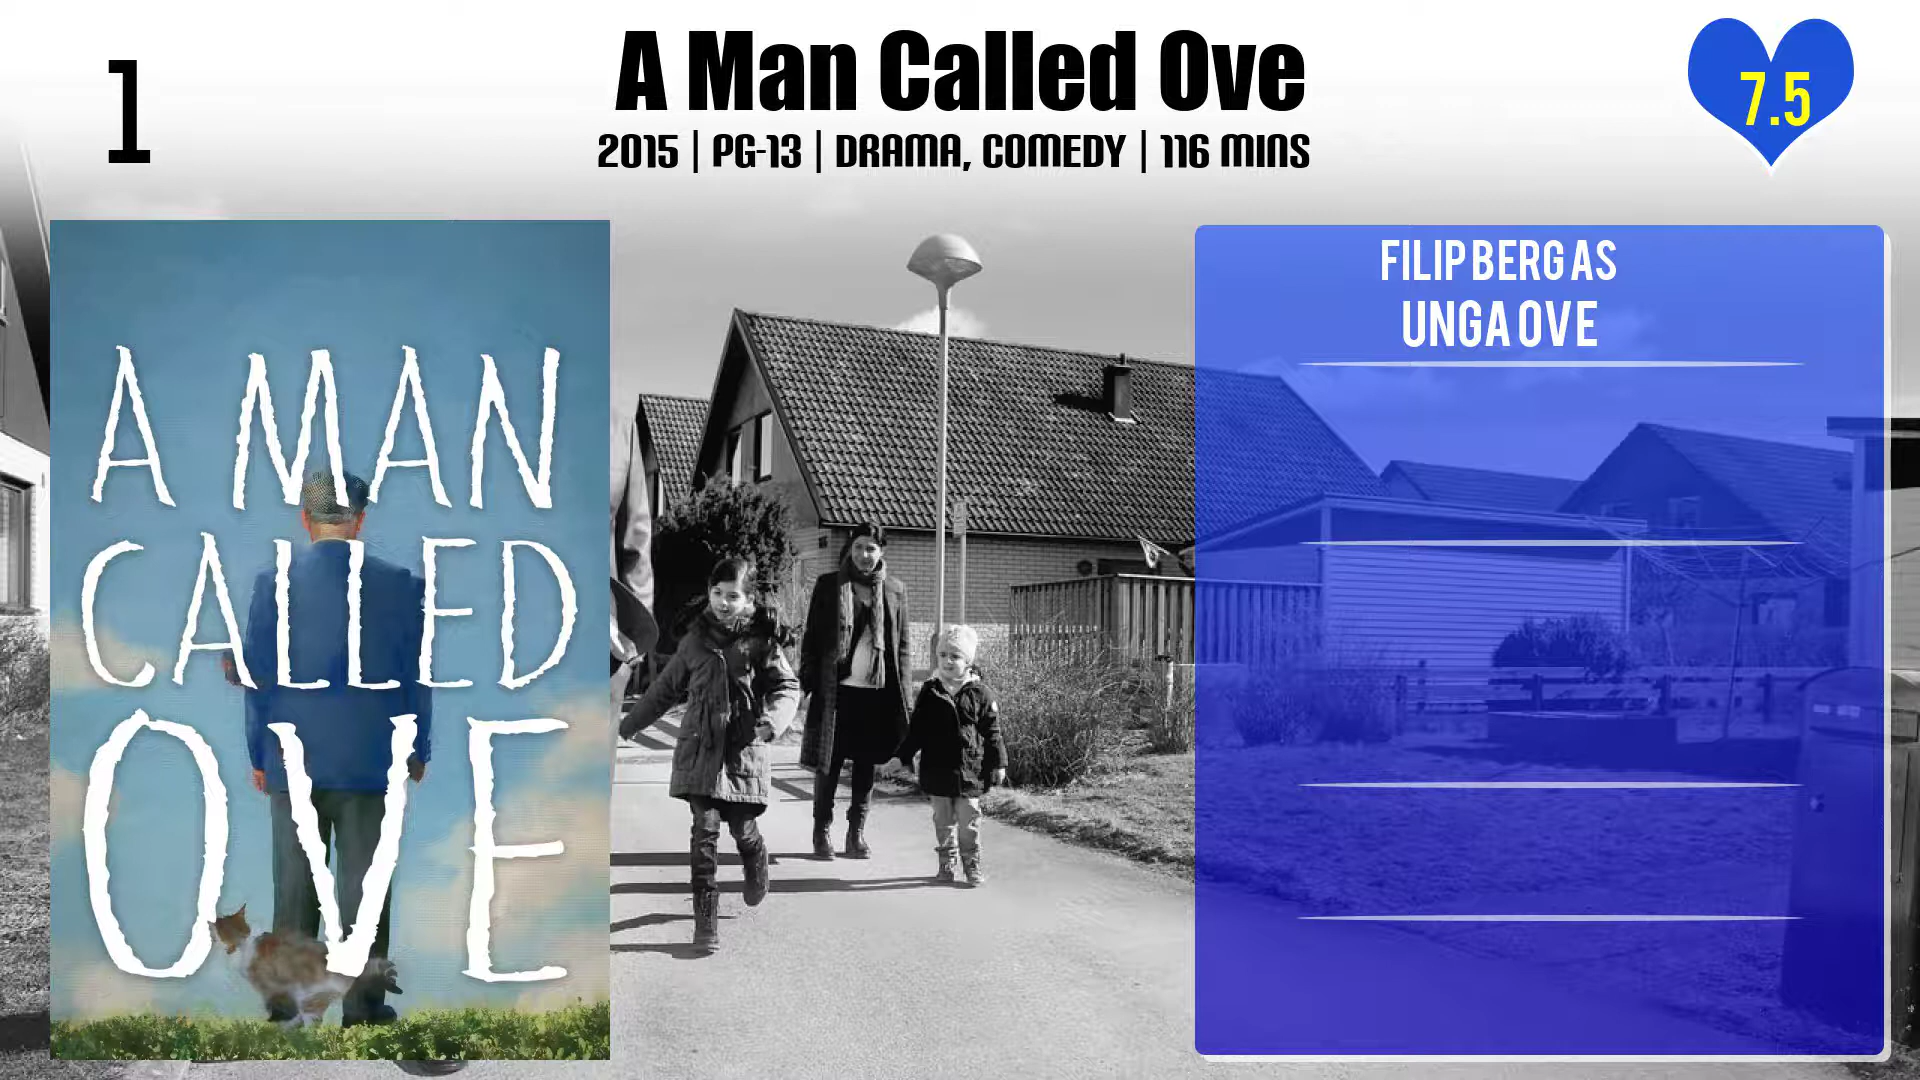 1
A Man Called Ove
2015 | PG-13 | DRAMA, COMEDY | 116 MINS
7.5
A MAN
CALLED
OVE
FILIP BERG AS
UNGA OVE